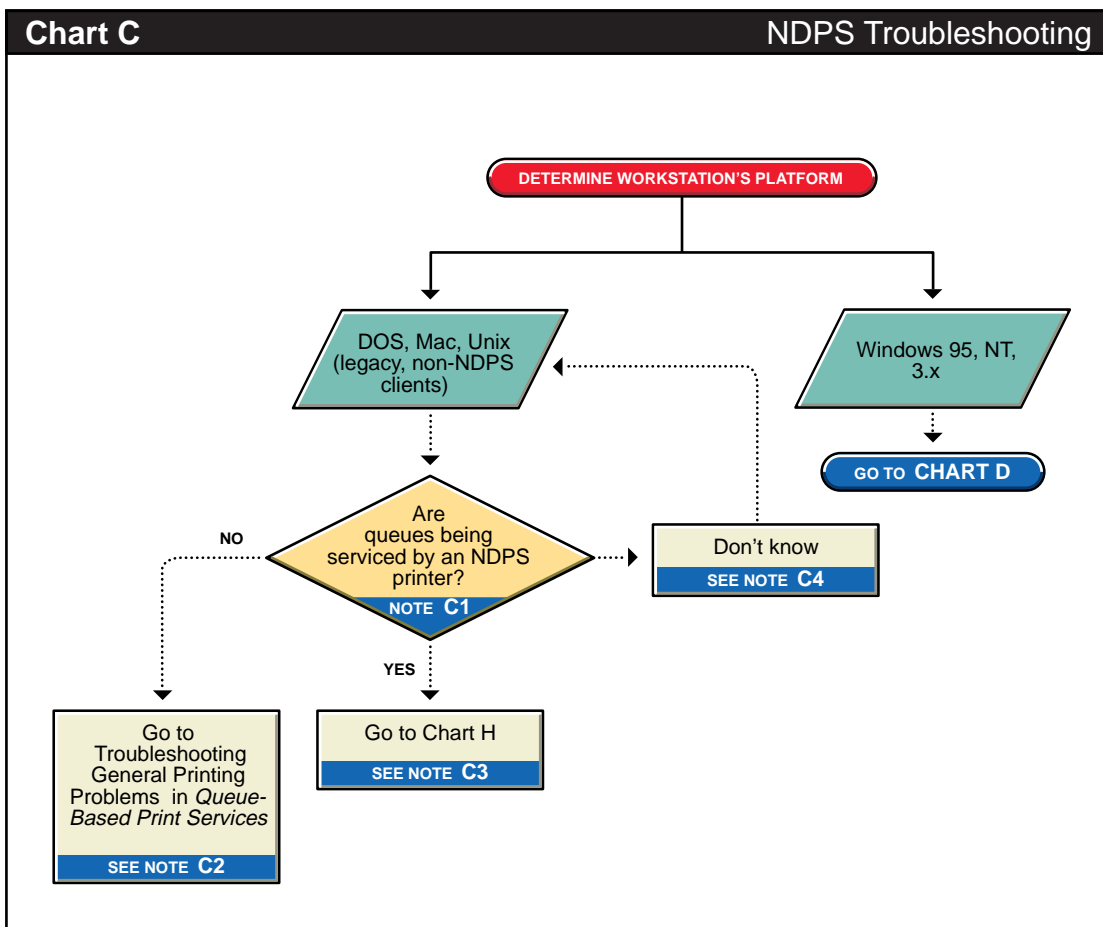 Chart C
NDPS Troubleshooting
DETERMINE WORKSTATION'S PLATFORM
DOS, Mac, Unix
(legacy, non-NDPS
clients)
Windows 95, NT,
3.x
GO TO CHART D
Are
queues being
serviced by an NDPS
printer?
NOTE C1
NO
Don't know
SEE NOTE C4
YES
Go to
Troubleshooting
General Printing
Problems in Queue-
Based Print Services
SEE NOTE C2
Go to Chart H
SEE NOTE C3